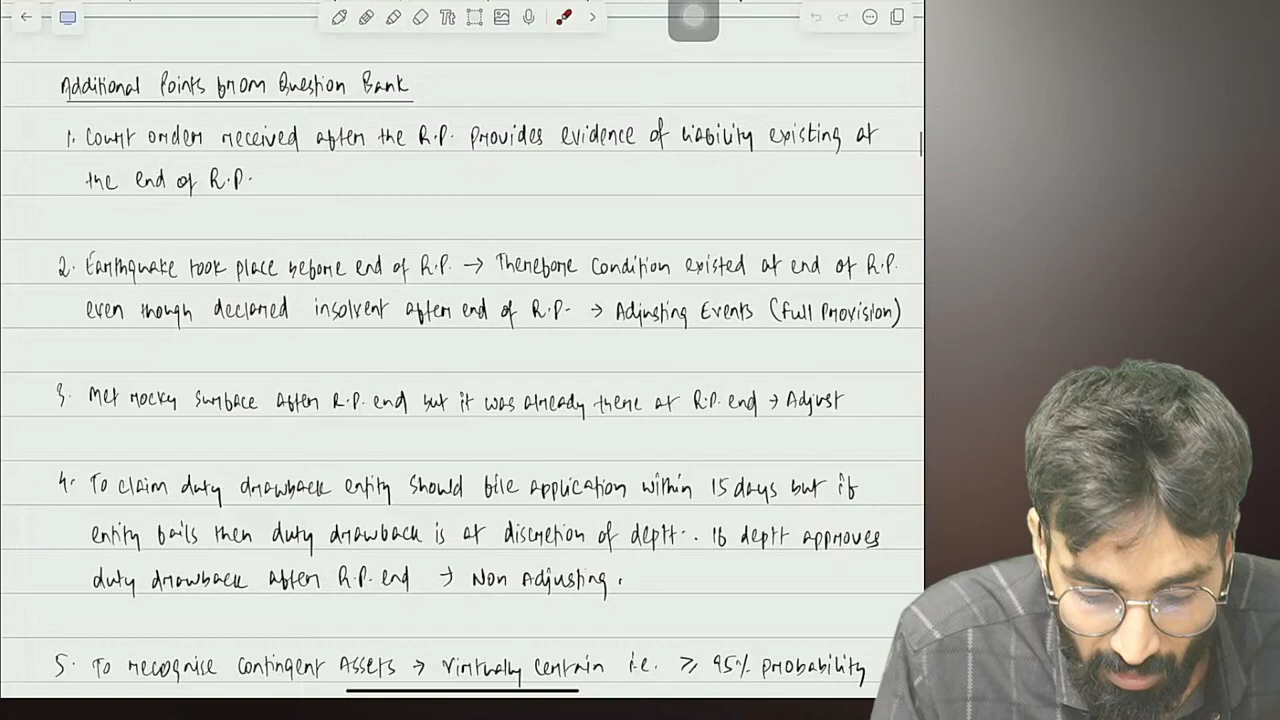 Additional Points from Question Bank
1. Court order received after the R.P. provides evidence of liability existing at
the end of R.P.
2. Earthquake took place before end of R.P. → Therefore Condition existed at end of R.P.
even though declared insolvent after end of R.P. → Adjusting Events (Full Provision)
3. Met rocky surface after R.P. end but it was already there at R.P. end → Adjust
4. To claim duty drawback entity should file application within 15 days but if
entity fails then duty drawback is at discretion of deptt.. If deptt approves
duty drawback after R.P. end → Non Adjusting.
5. To recognise contingent Assets → Virtually Certain i.e. ≥ 95% probability